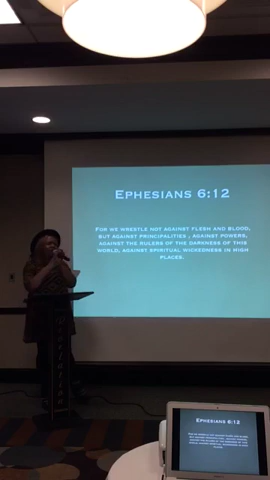 Ephesians 6:12
For we wrestle not against flesh and blood,
but against principalities , against powers,
against the rulers of the darkness of this
world, against spiritual wickedness in high
places.
Ephesians 6:12